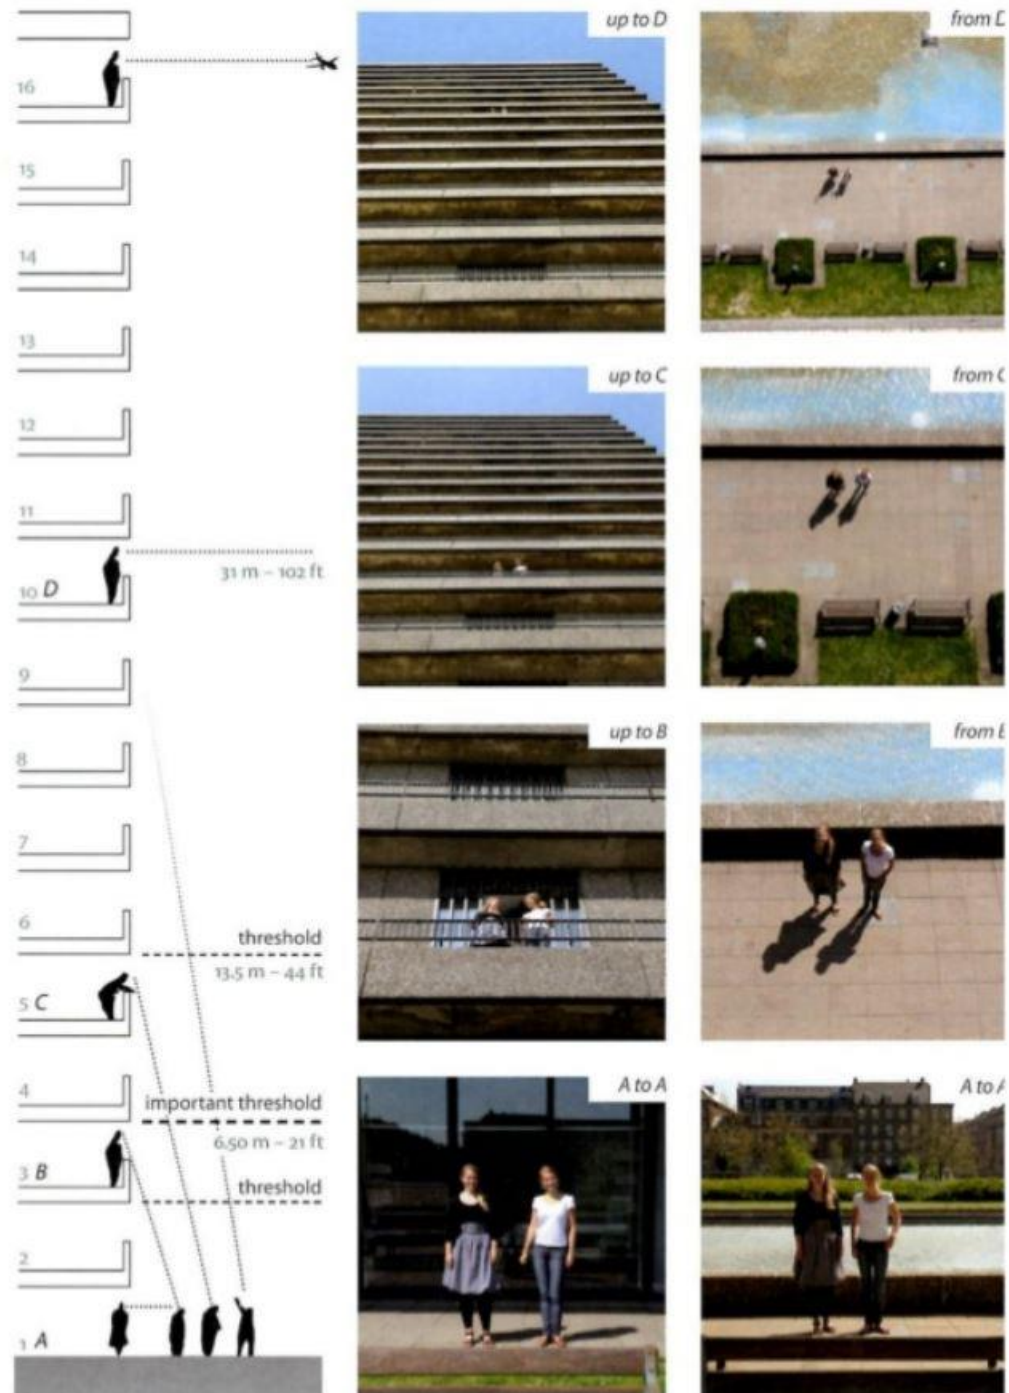 16
15
14
13
12
11
31 m – 102 ft
10 D
9
8
7
6
threshold
13,5 m – 44 ft
5 C
4
important threshold
6,50 m – 21 ft
3 B
threshold
2
1 A
up to D
from D
up to C
from C
up to B
from B
A to A
A to A